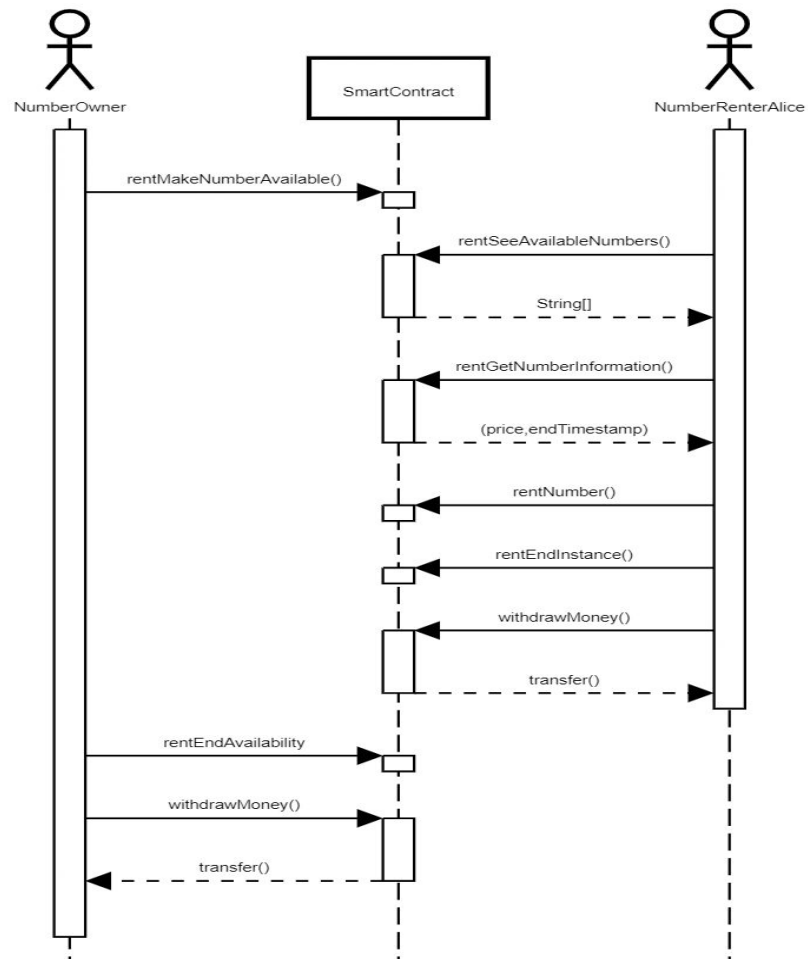 NumberOwner
SmartContract
NumberRenterAlice
rentMakeNumberAvailable()
rentSeeAvailableNumbers()
String[]
rentGetNumberInformation()
(price,endTimestamp)
rentNumber()
rentEndInstance()
withdrawMoney()
transfer()
rentEndAvailability
withdrawMoney()
transfer()